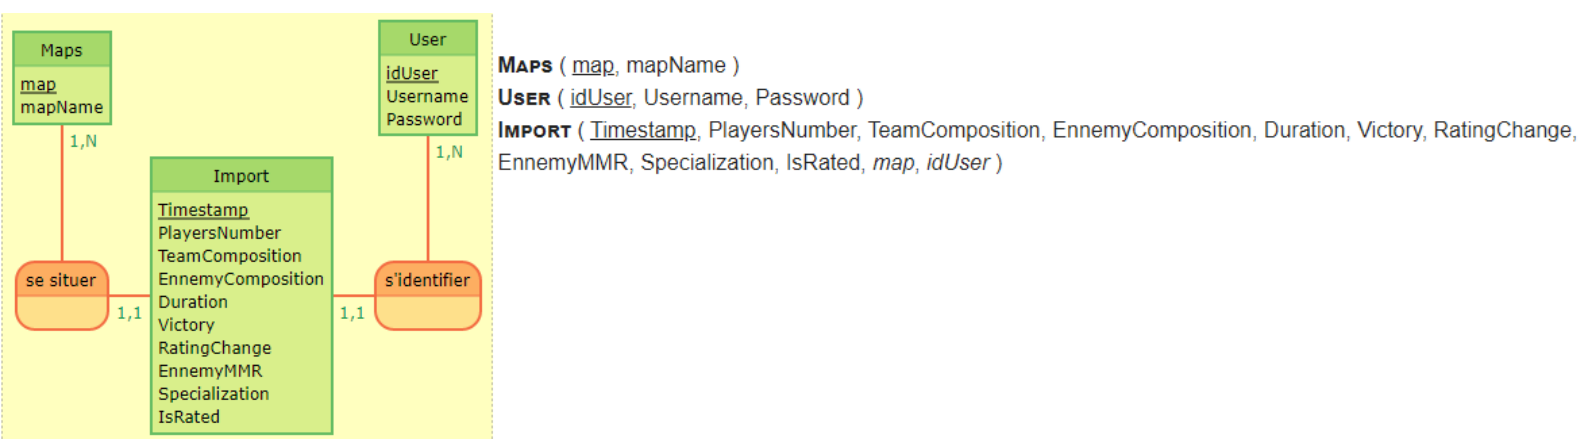 Maps
map
mapName
1,N
User
idUser
Username
Password
1,N
Import
Timestamp
PlayersNumber
TeamComposition
EnnemyComposition
Duration
Victory
RatingChange
EnnemyMMR
Specialization
IsRated
se situer
1,1
s'identifier
1,1
MAPS ( map, mapName )
USER ( idUser, Username, Password )
IMPORT ( Timestamp, PlayersNumber, TeamComposition, EnnemyComposition, Duration, Victory, RatingChange,
EnnemyMMR, Specialization, IsRated, map, idUser )